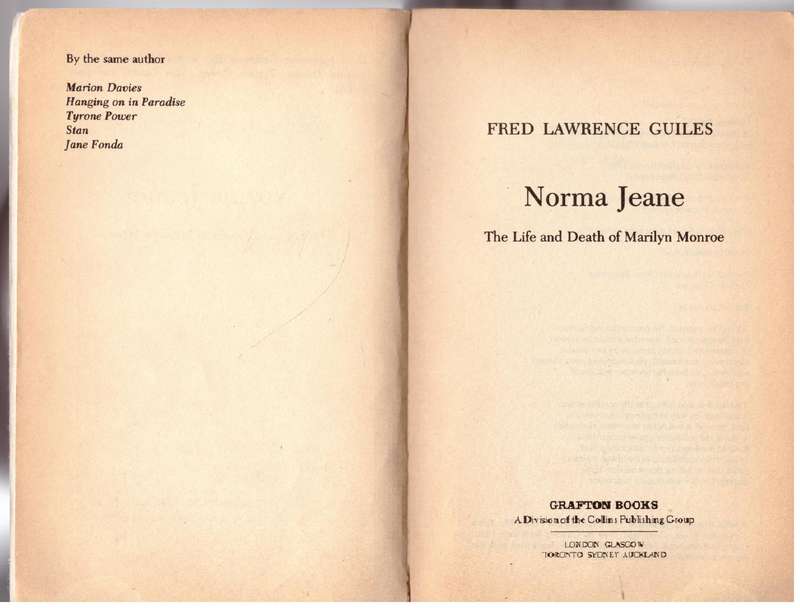 By the same author
Marion Davies
Hanging on in Paradise
Tyrone Power
Stan
Jane Fonda
FRED LAWRENCE GUILES
Norma Jeane
The Life and Death of Marilyn Monroe
GRAFTON BOOKS
A Division of the Collins Publishing Group
LONDON GLASGOW
TORONTO SYDNEY AUCKLAND